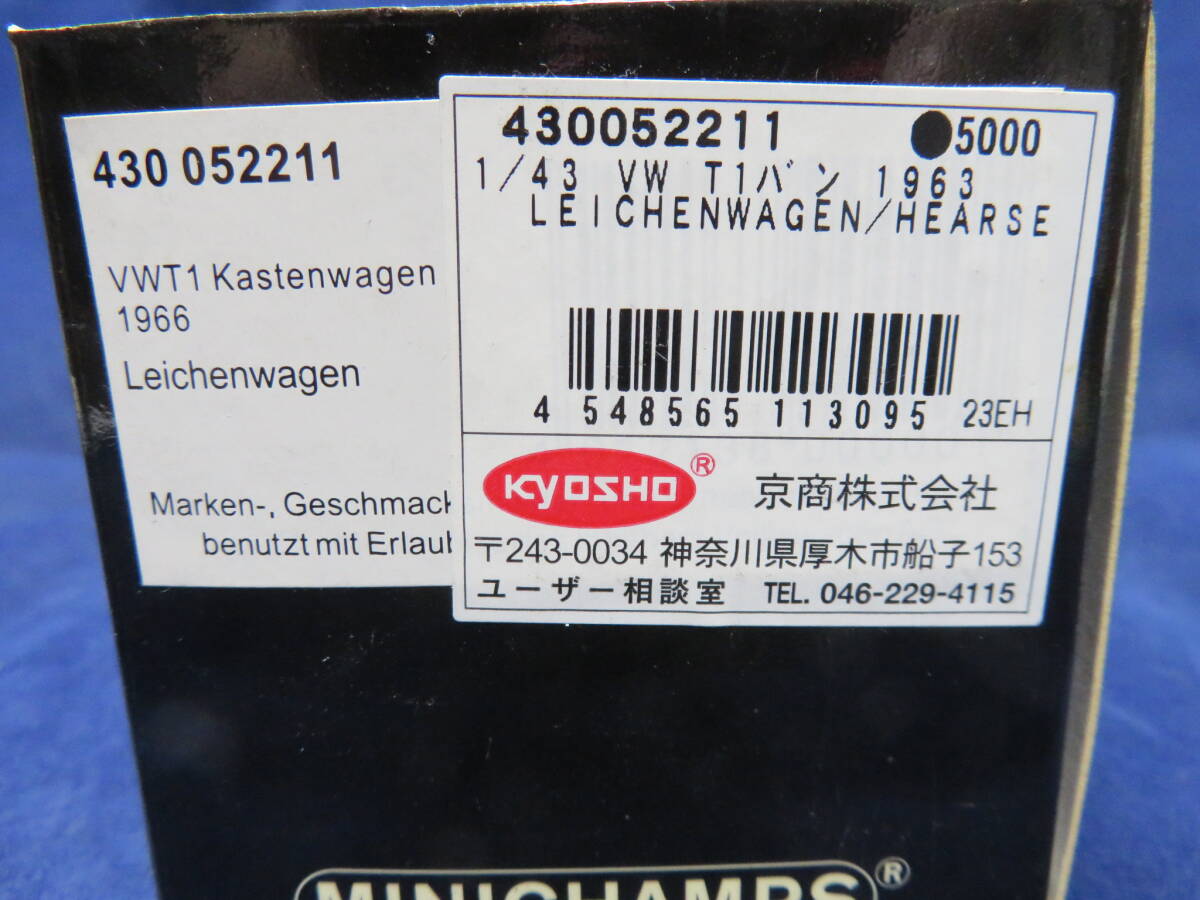 430 052211
VWT1 Kastenwagen
1966
Leichenwagen
Marken-, Geschmack
benutzt mit Erlaub
430052211 ●5000
1/43 VW T1バン 1963
LEICHENWAGEN/HEARSE
4 548565 113095 23EH
KYOSHO® 京商株式会社
〒243-0034 神奈川県厚木市船子153
ユーザー相談室 TEL. 046-229-4115
MINICHAMPS®